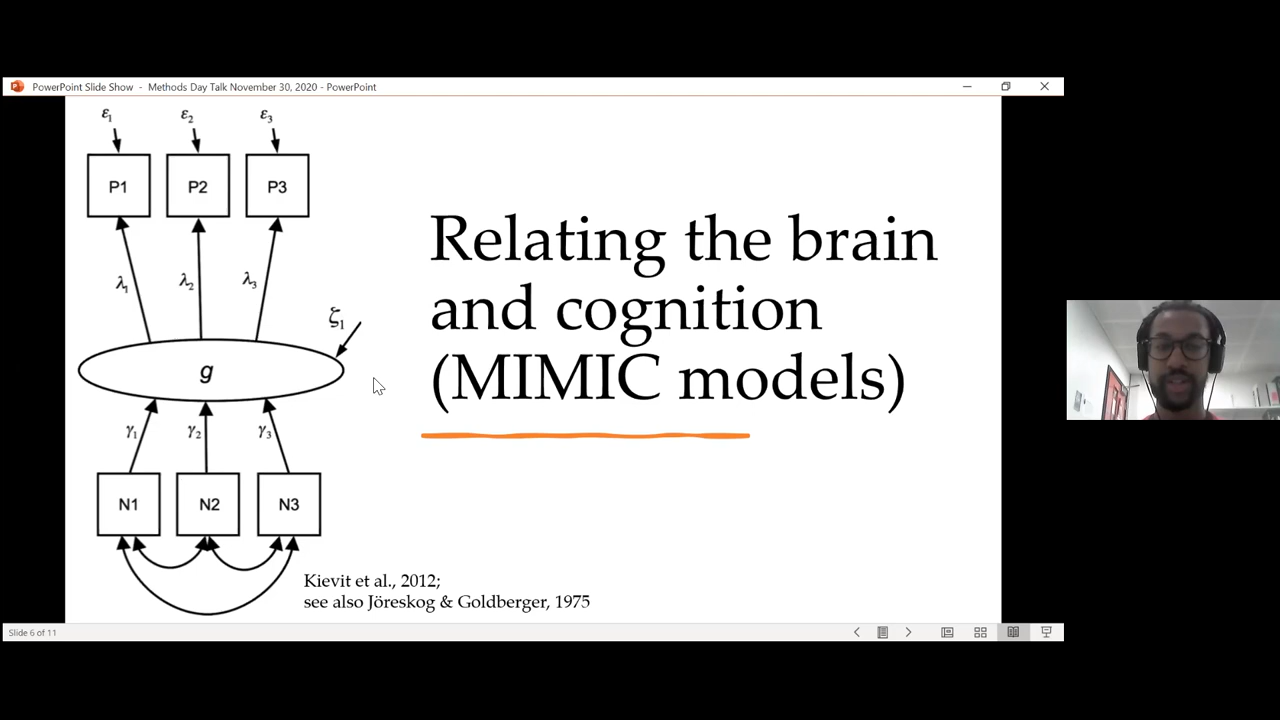 PowerPoint Slide Show - Methods Day Talk November 30, 2020 - PowerPoint
ε1 ε2 ε3
P1 P2 P3
λ1 λ2 λ3
ζ1
g
γ1 γ2 γ3
N1 N2 N3
Relating the brain
and cognition
(MIMIC models)
Kievit et al., 2012;
see also Jöreskog & Goldberger, 1975
Slide 6 of 11